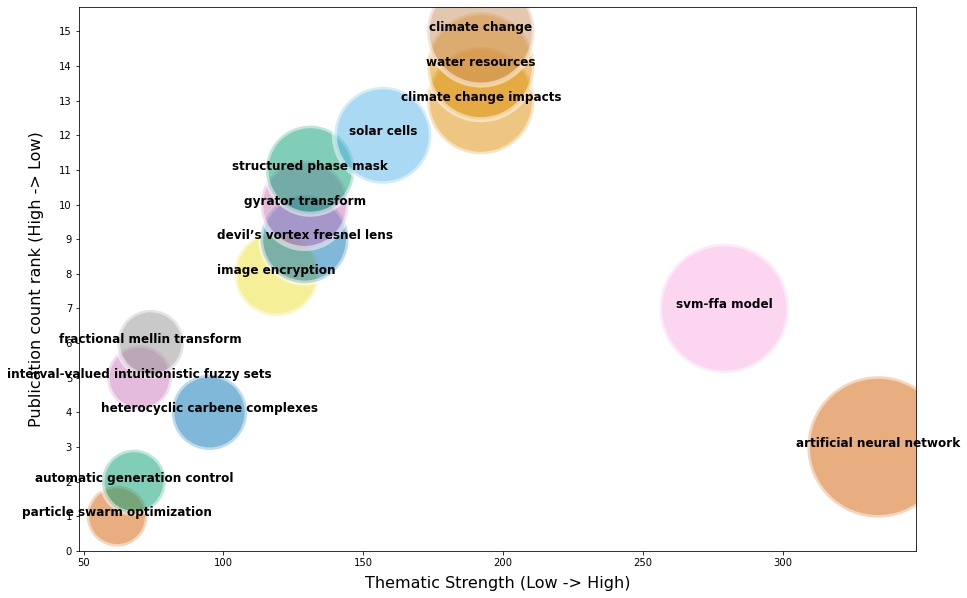 15
climate change
14
water resources
13
climate change impacts
12
solar cells
11
structured phase mask
10
gyrator transform
9
devil’s vortex fresnel lens
8
image encryption
7
svm-ffa model
6
fractional mellin transform
5
interval-valued intuitionistic fuzzy sets
4
heterocyclic carbene complexes
3
artificial neural network
2
automatic generation control
1
particle swarm optimization
0
50 100 150 200 250 300
Thematic Strength (Low -> High)
Publication count rank (High -> Low)